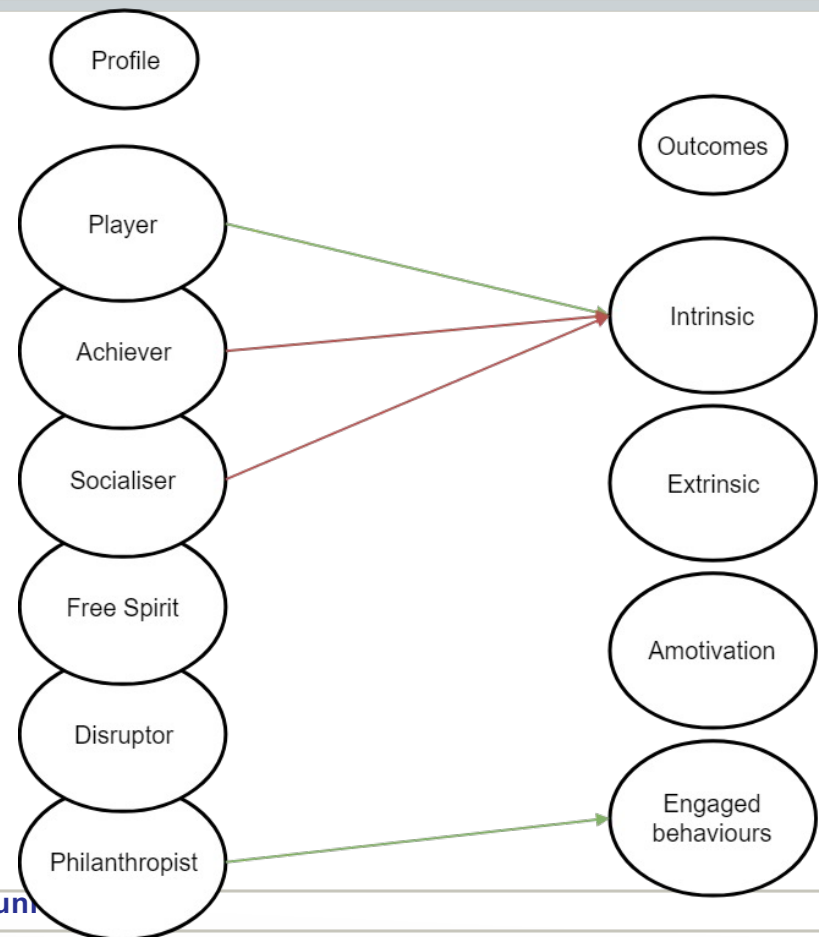 Profile
Outcomes
Player
Intrinsic
Achiever
Socialiser
Extrinsic
Free Spirit
Amotivation
Disruptor
Engaged
behaviours
Philanthropist